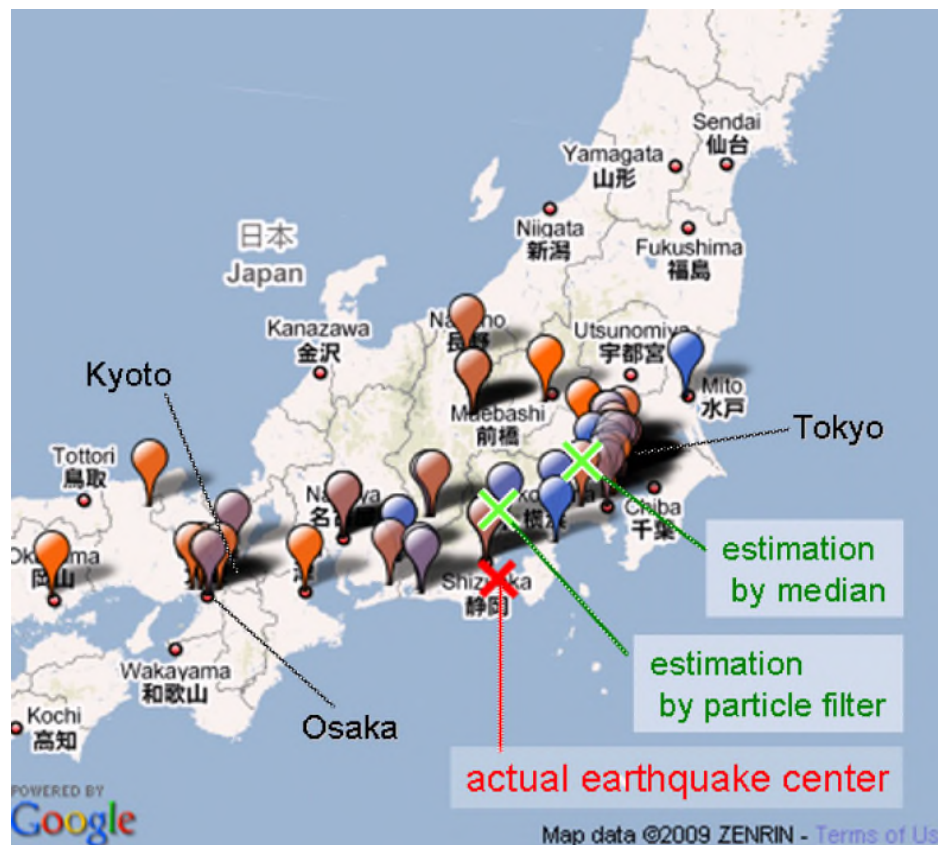 Sendai
仙台
Yamagata
山形
Niigata
新潟
Fukushima
福島
日本
Japan
Kanazawa
金沢
Utsunomiya
宇都宮
Kyoto
Mito
水戸
Maebashi
前橋
Tokyo
Tottori
鳥取
Chiba
千葉
岡山
estimation
by median
静岡
Wakayama
和歌山
estimation
by particle filter
Kochi
高知
Osaka
actual earthquake center
POWERED BY
Google
Map data ©2009 ZENRIN - Terms of Us